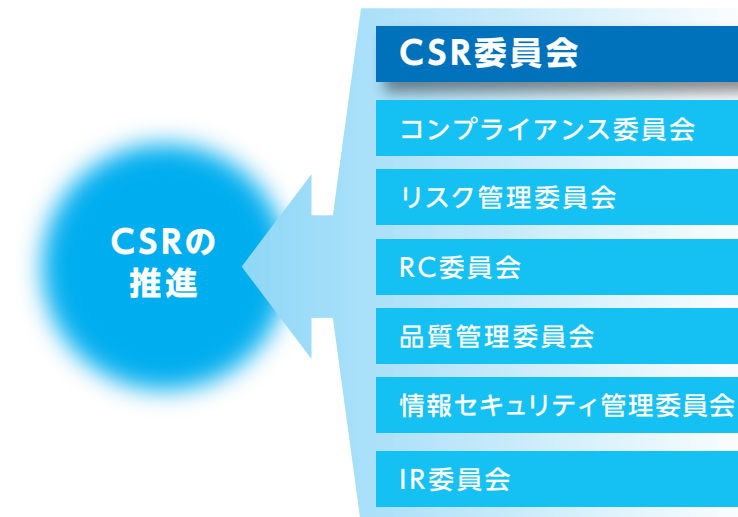 CSR委員会
コンプライアンス委員会
リスク管理委員会
CSRの
推進
RC委員会
品質管理委員会
情報セキュリティ管理委員会
IR委員会